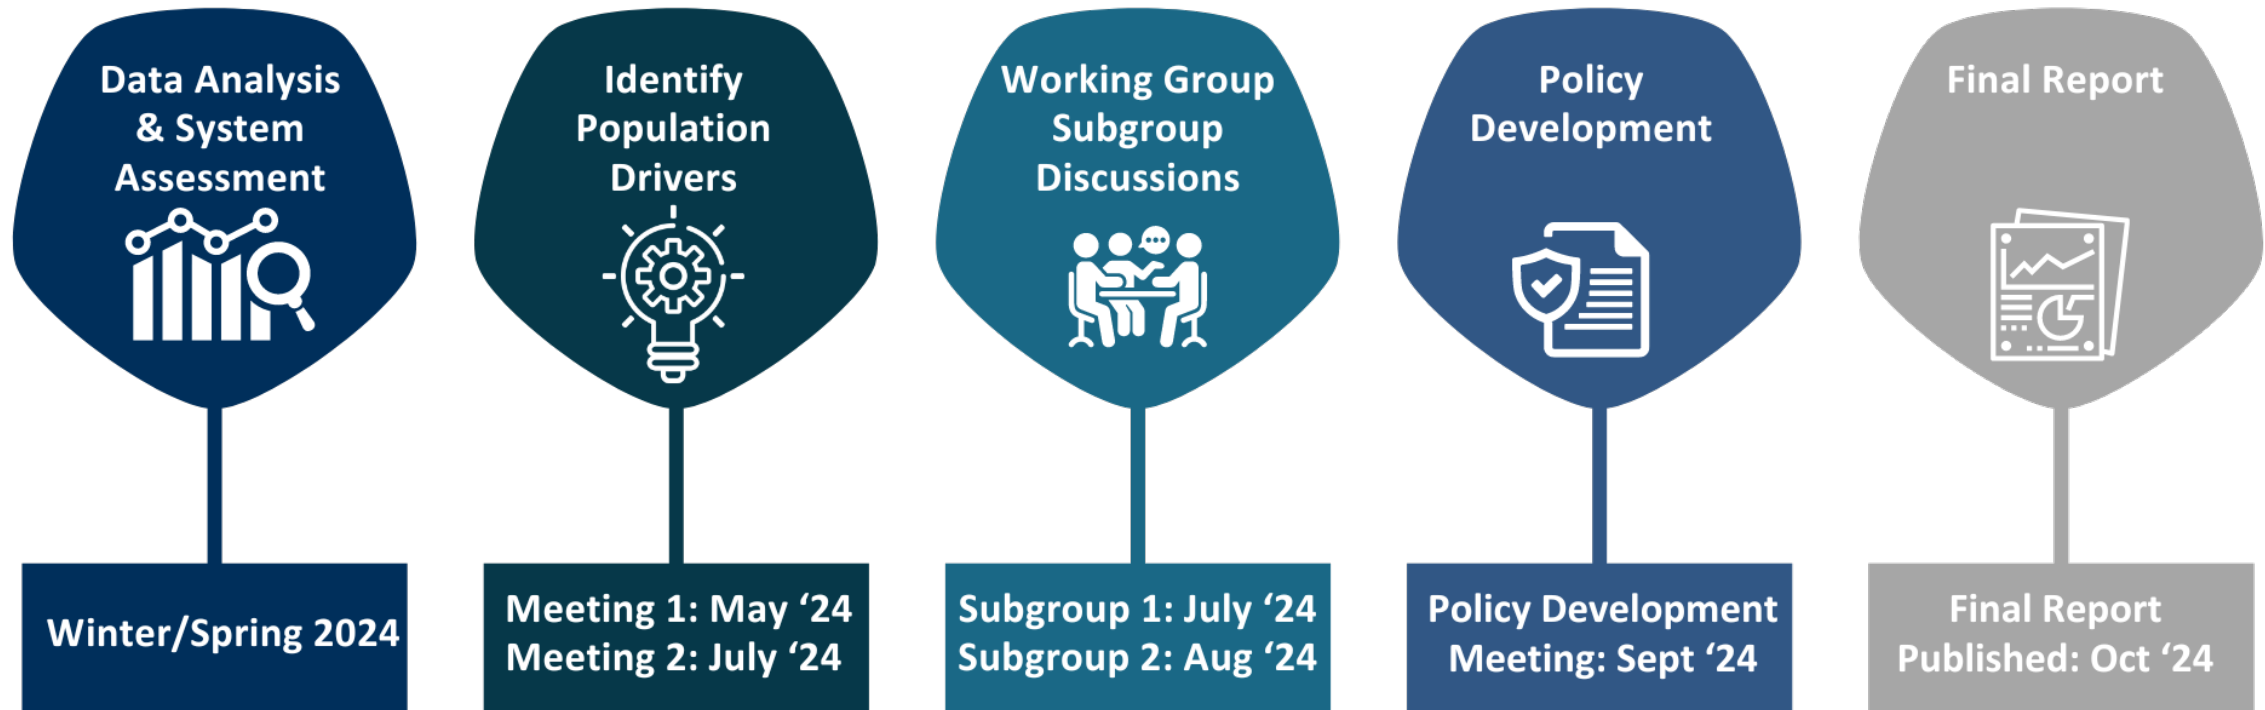 Data Analysis
& System
Assessment
Winter/Spring 2024
Identify
Population
Drivers
Meeting 1: May ‘24
Meeting 2: July ‘24
Working Group
Subgroup
Discussions
Subgroup 1: July ‘24
Subgroup 2: Aug ‘24
Policy
Development
Policy Development
Meeting: Sept ‘24
Final Report
Final Report
Published: Oct ‘24